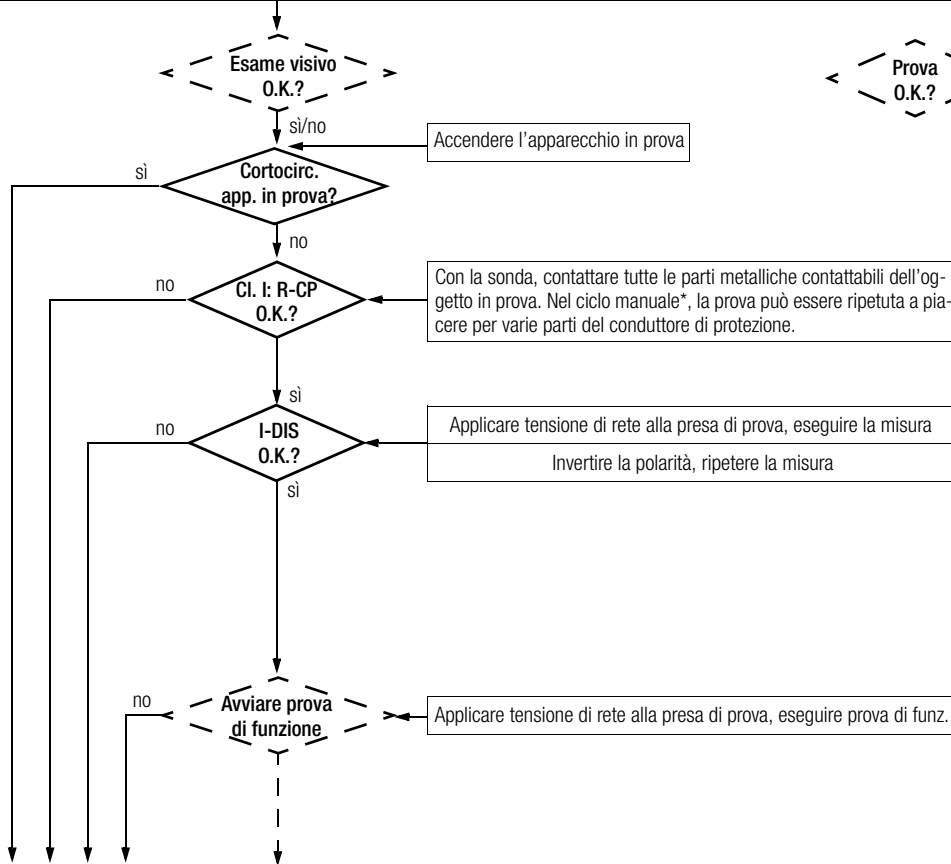 Esame visivo
O.K.?
Prova
O.K.?
sì/no
Accendere l'apparecchio in prova
sì
Cortocirc.
app. in prova?
no
no
Cl. I: R-CP
O.K.?
Con la sonda, contattare tutte le parti metalliche contattabili dell'og-
getto in prova. Nel ciclo manuale*, la prova può essere ripetuta a pia-
cere per varie parti del conduttore di protezione.
sì
no
I-DIS
O.K.?
Applicare tensione di rete alla presa di prova, eseguire la misura
Invertire la polarità, ripetere la misura
sì
no
Avviare prova
di funzione
Applicare tensione di rete alla presa di prova, eseguire prova di funz.